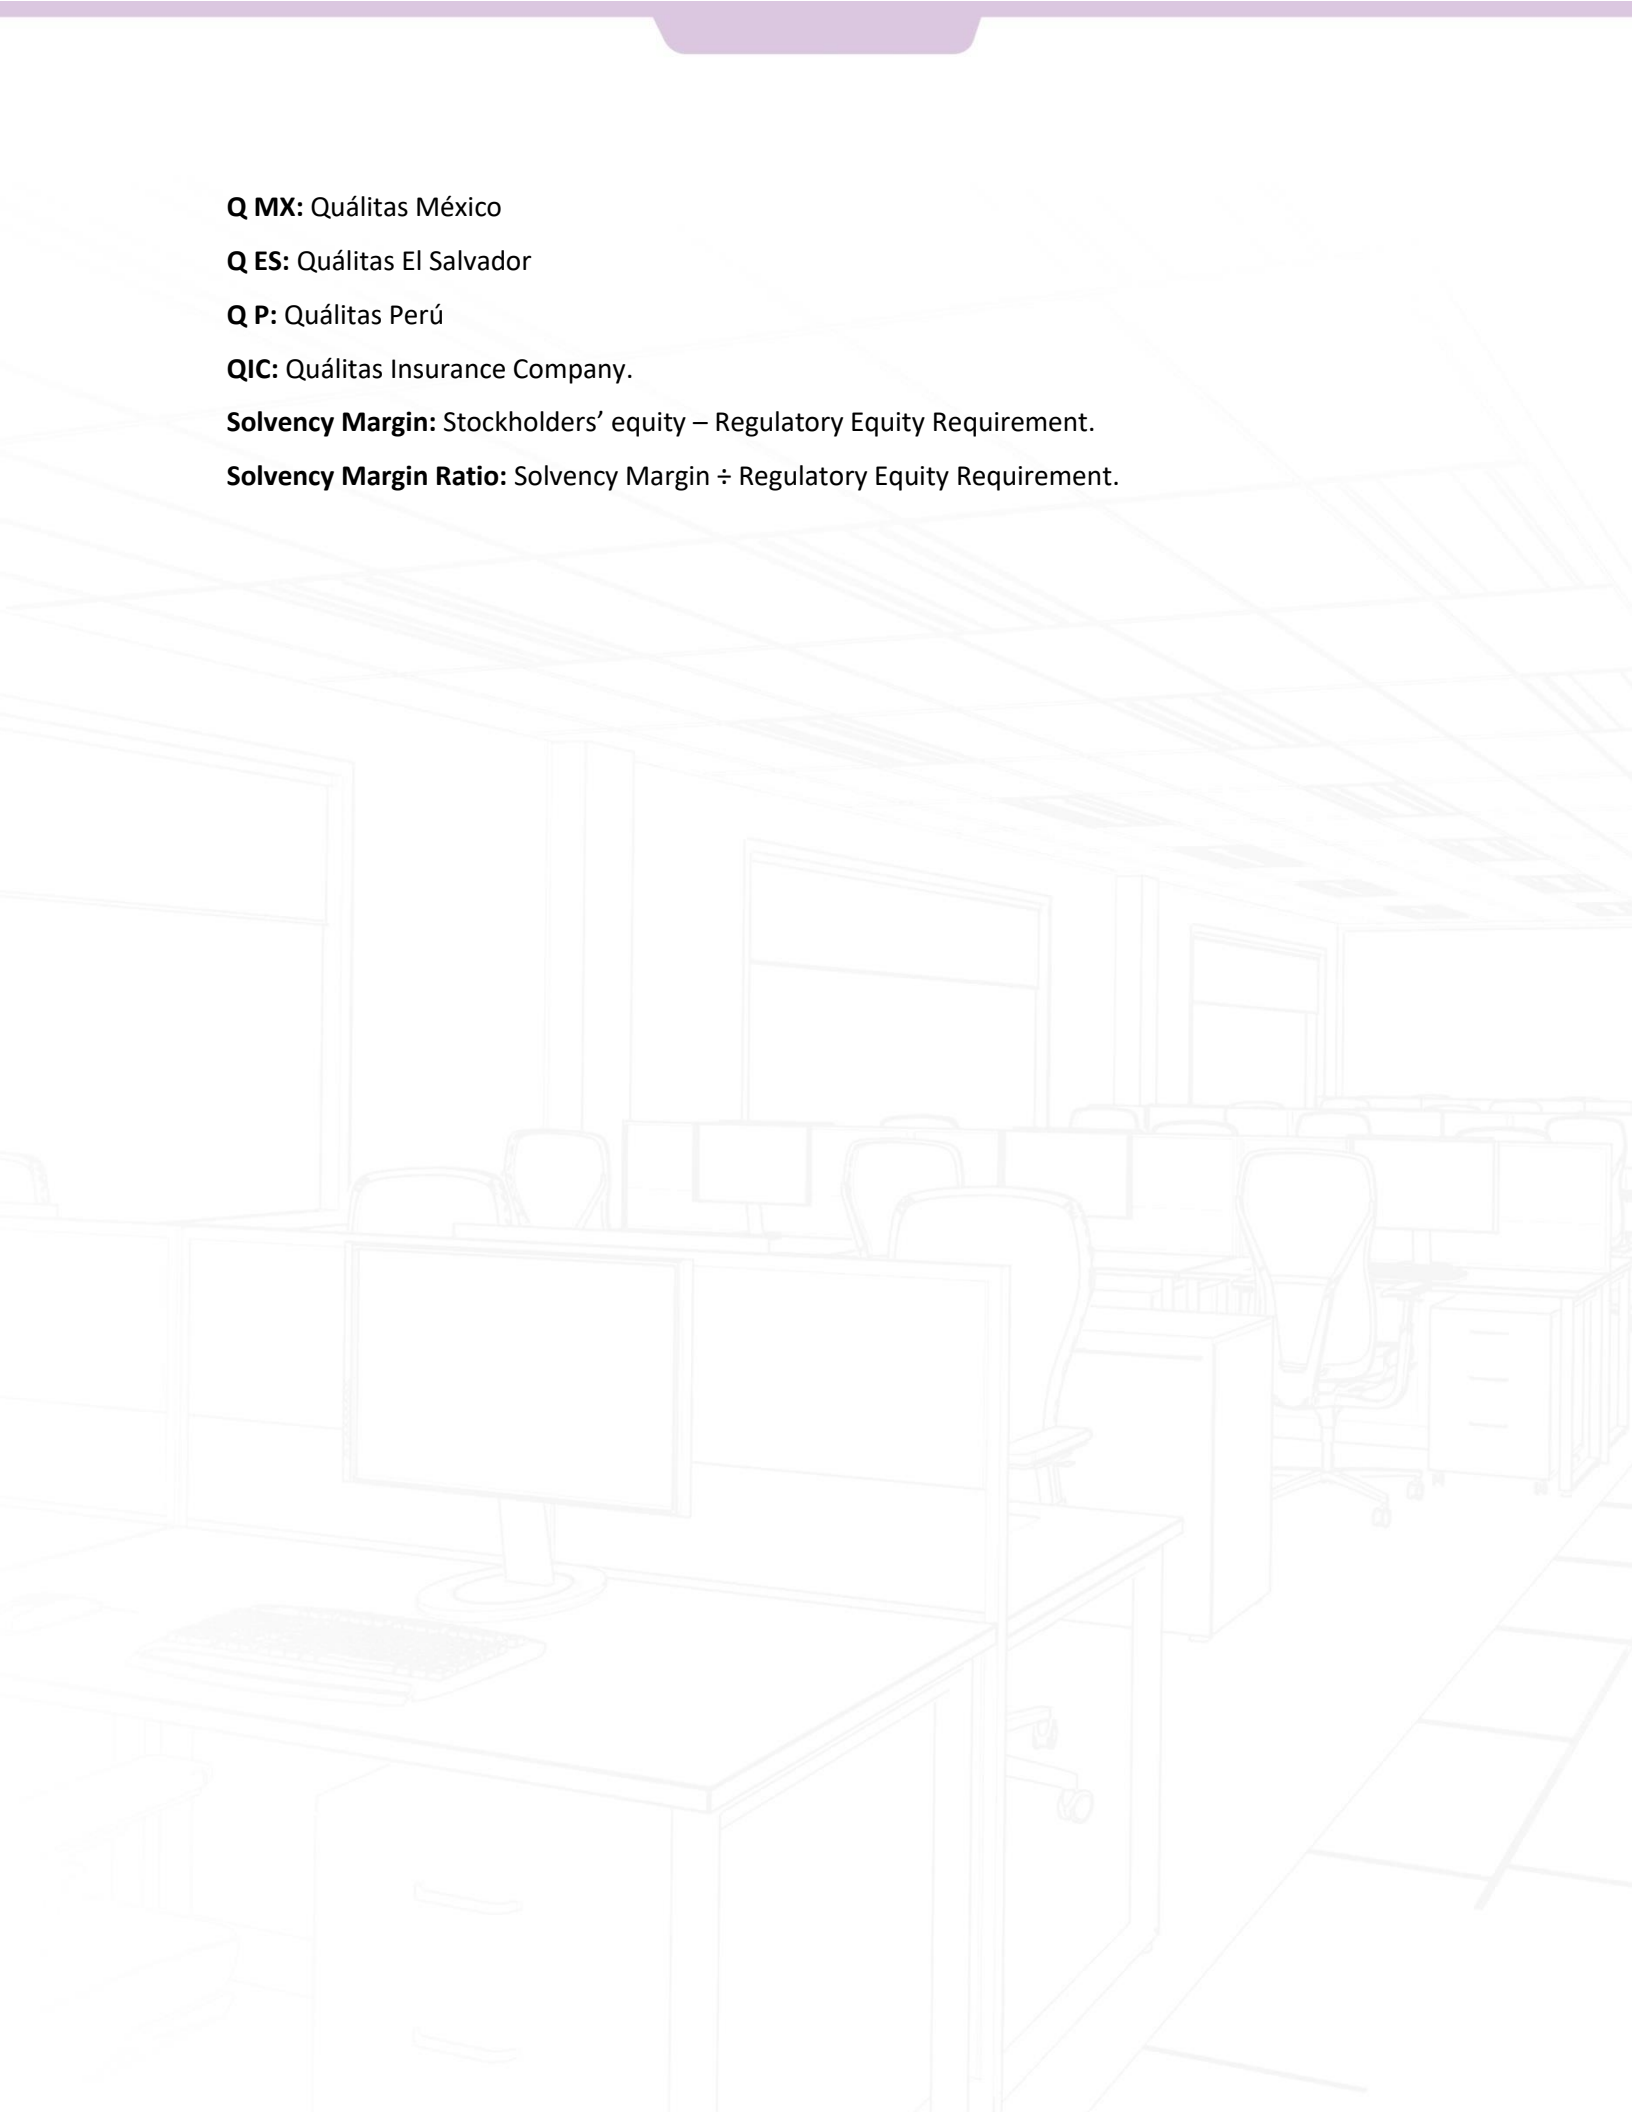 Q MX: Quálitas México
Q ES: Quálitas El Salvador
Q P: Quálitas Perú
QIC: Quálitas Insurance Company.
Solvency Margin: Stockholders’ equity – Regulatory Equity Requirement.
Solvency Margin Ratio: Solvency Margin ÷ Regulatory Equity Requirement.